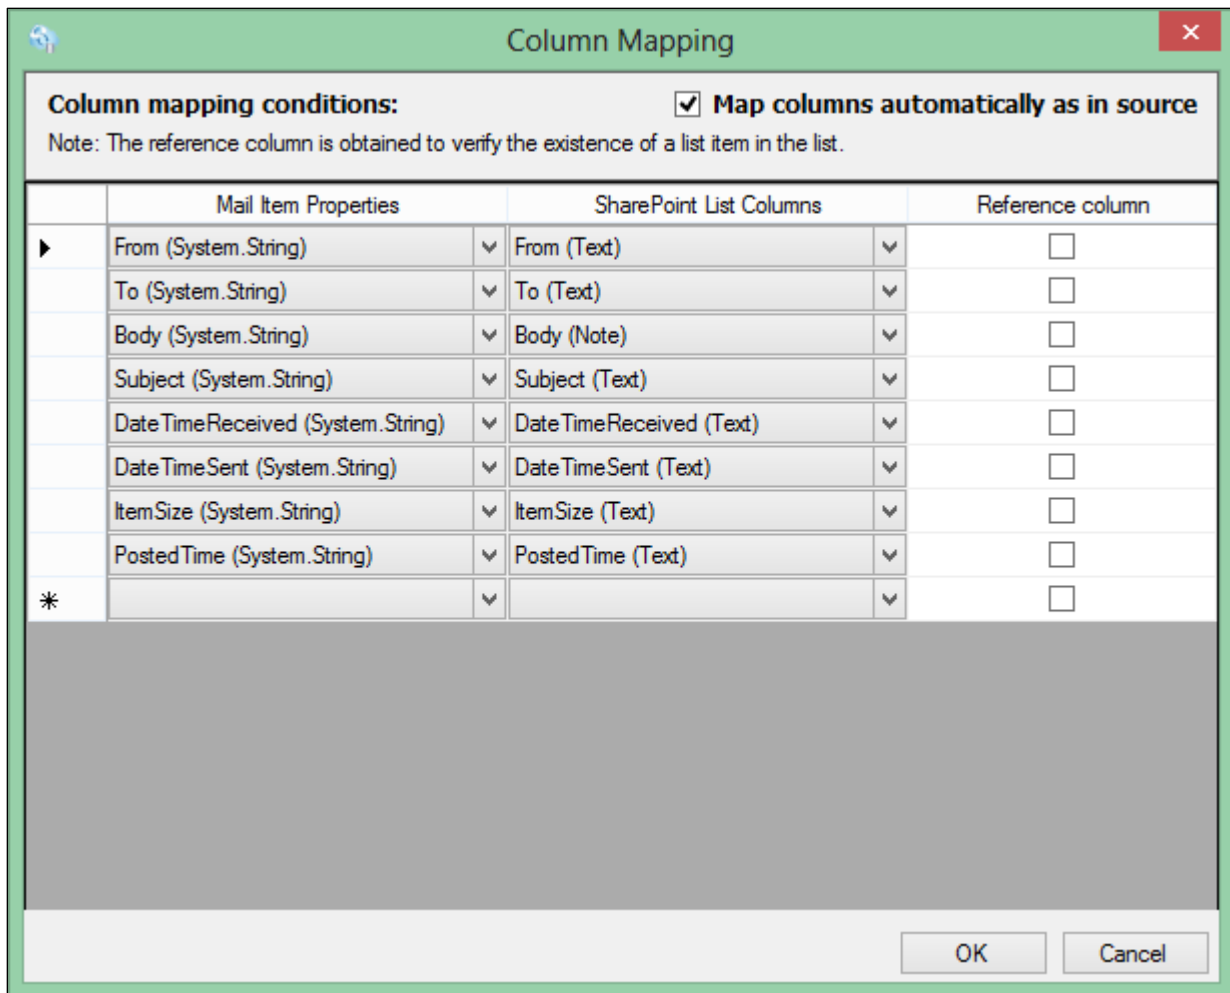 Column Mapping
Column mapping conditions: Map columns automatically as in source
Note: The reference column is obtained to verify the existence of a list item in the list.
Mail Item Properties SharePoint List Columns Reference column
From (System.String) From (Text)
To (System.String) To (Text)
Body (System.String) Body (Note)
Subject (System.String) Subject (Text)
DateTimeReceived (System.String) DateTimeReceived (Text)
DateTimeSent (System.String) DateTimeSent (Text)
ItemSize (System.String) ItemSize (Text)
PostedTime (System.String) PostedTime (Text)
OK Cancel